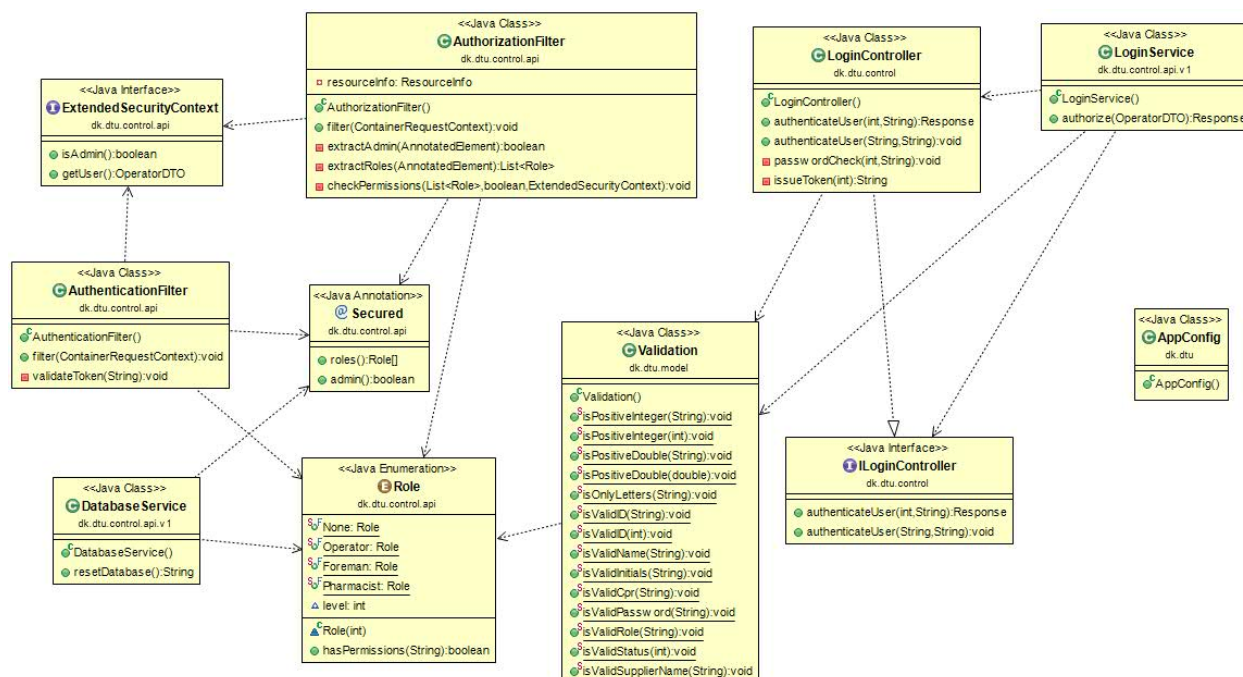 <<Java Class>>
AuthorizationFilter
dk.dtu.control.api
resourceInfo: ResourceInfo
AuthorizationFilter()
filter(ContainerRequestContext):void
extractAdmin(AnnotatedElement):boolean
extractRoles(AnnotatedElement):List<Role>
checkPermissions(List<Role>,boolean,ExtendedSecurityContext):void
<<Java Class>>
LoginController
dk.dtu.control
LoginController()
authenticateUser(int,String):Response
authenticateUser(String,String):void
passwordCheck(int,String):void
issueToken(int):String
<<Java Class>>
LoginService
dk.dtu.control.api.v1
LoginService()
authorize(OperatorDTO):Response
<<Java Interface>>
ExtendedSecurityContext
dk.dtu.control.api
isAdmin():boolean
getUser():OperatorDTO
<<Java Class>>
AuthenticationFilter
dk.dtu.control.api
AuthenticationFilter()
filter(ContainerRequestContext):void
validateToken(String):void
<<Java Annotation>>
Secured
dk.dtu.control.api
roles():Role[]
admin():boolean
<<Java Class>>
Validation
dk.dtu.model
Validation()
isPositiveInteger(String):void
isPositiveInteger(int):void
isPositiveDouble(String):void
isPositiveDouble(double):void
isOnlyLetters(String):void
isValidID(String):void
isValidID(int):void
isValidName(String):void
isValidInitials(String):void
isValidCpr(String):void
isValidPassword(String):void
isValidRole(String):void
isValidStatus(int):void
isValidSupplierName(String):void
<<Java Class>>
AppConfig
dk.dtu
AppConfig()
<<Java Interface>>
ILoginController
dk.dtu.control
authenticateUser(int,String):Response
authenticateUser(String,String):void
<<Java Class>>
DatabaseService
dk.dtu.control.api.v1
DatabaseService()
resetDatabase():String
<<Java Enumeration>>
Role
dk.dtu.control.api
None: Role
Operator: Role
Foreman: Role
Pharmacist: Role
level: int
Role(int)
hasPermissions(String):boolean